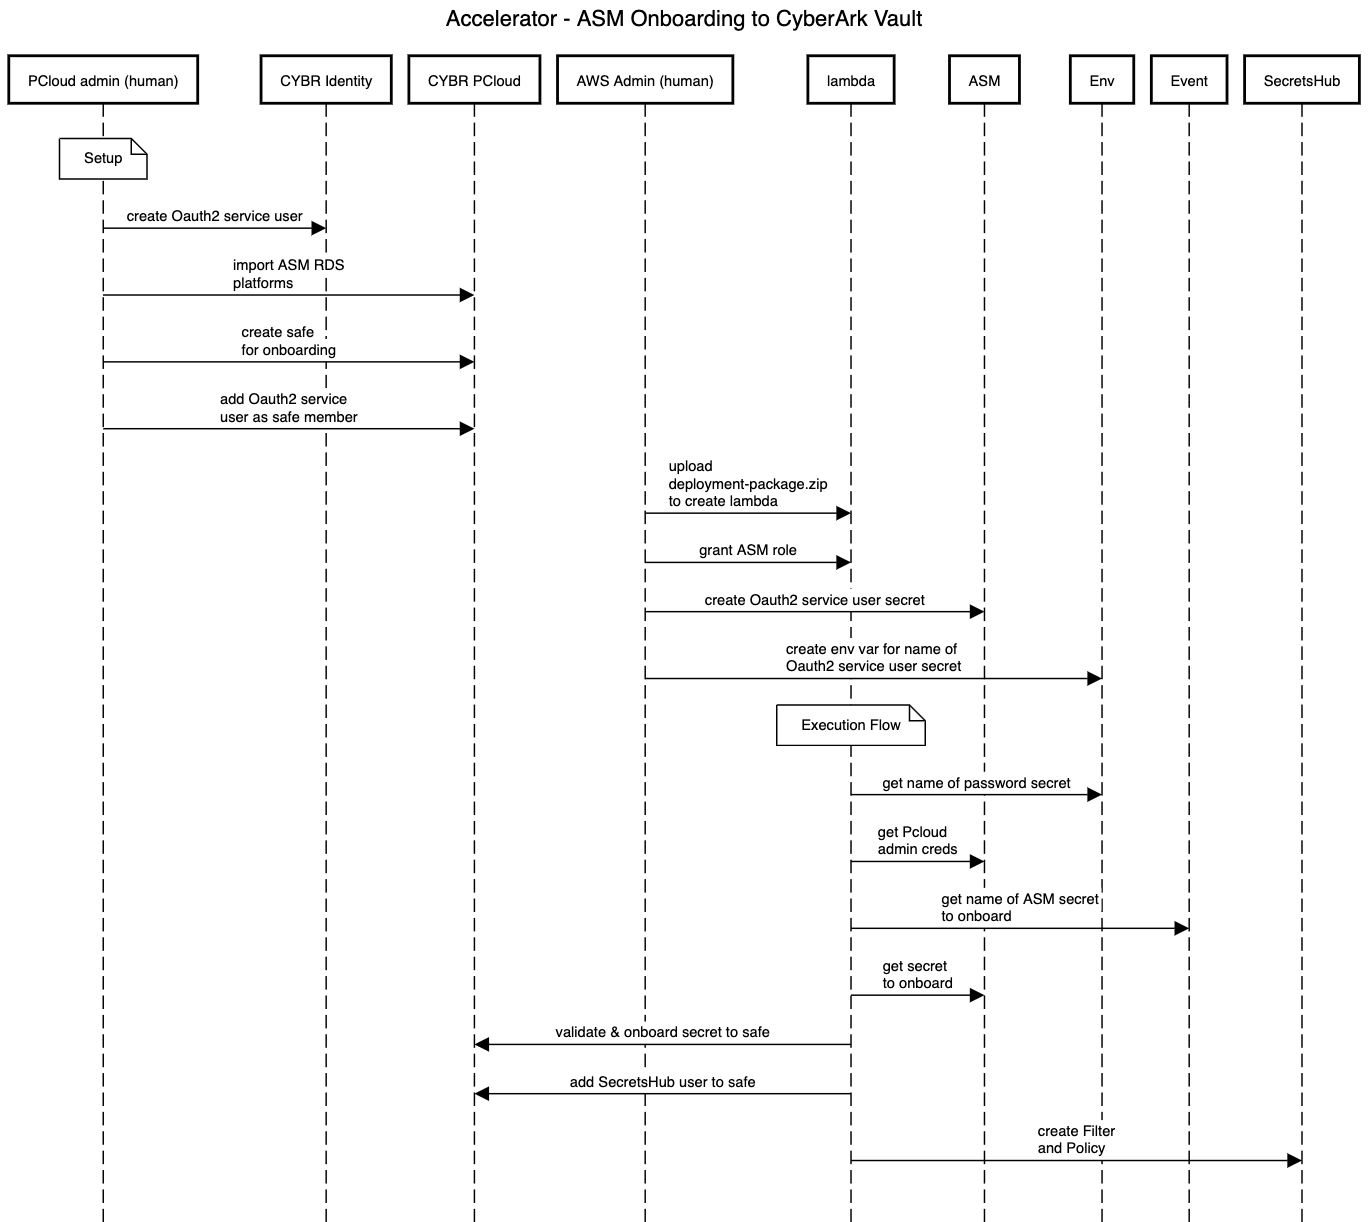 Accelerator - ASM Onboarding to CyberArk Vault
PCloud admin (human)
CYBR Identity
CYBR PCloud
AWS Admin (human)
lambda
ASM
Env
Event
SecretsHub
Setup
create Oauth2 service user
import ASM RDS
platforms
create safe
for onboarding
add Oauth2 service
user as safe member
upload
deployment-package.zip
to create lambda
grant ASM role
create Oauth2 service user secret
create env var for name of
Oauth2 service user secret
Execution Flow
get name of password secret
get Pcloud
admin creds
get name of ASM secret
to onboard
get secret
to onboard
validate & onboard secret to safe
add SecretsHub user to safe
create Filter
and Policy